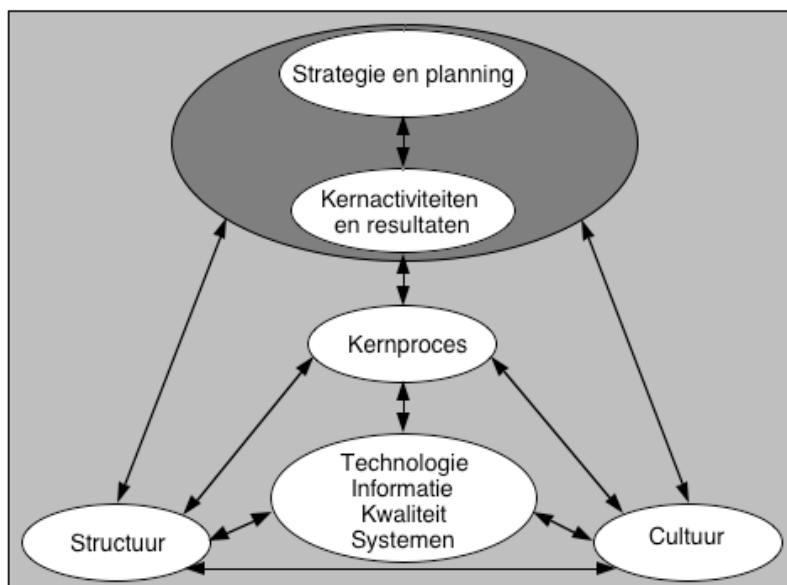 Strategie en planning
Kernactiviteiten
en resultaten
Kernproces
Technologie
Informatie
Kwaliteit
Systemen
Structuur
Cultuur